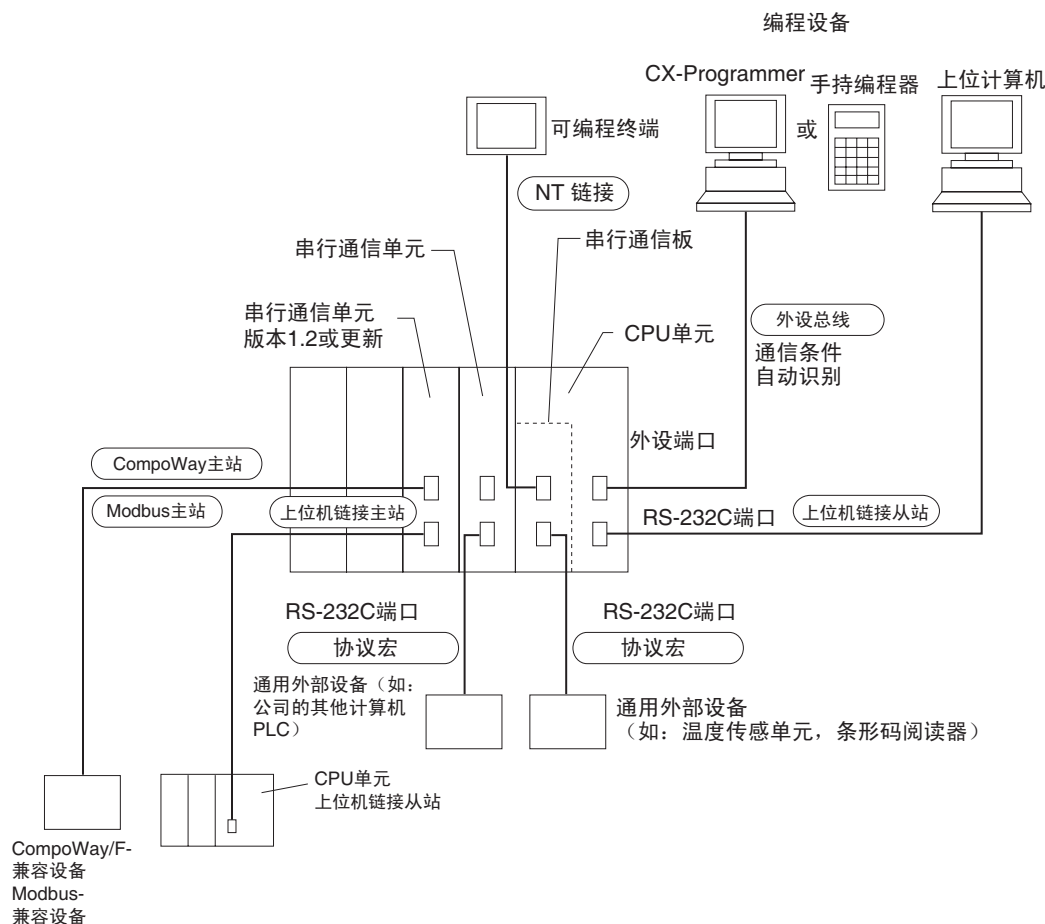 编程设备
CX-Programmer
手持编程器
上位计算机
可编程终端
或
NT 链接
串行通信单元
串行通信板
串行通信单元
版本1.2或更新
CPU单元
外设总线
通信条件
自动识别
外设端口
CompoWay主站
Modbus主站
上位机链接主站
RS-232C端口
上位机链接从站
RS-232C端口
RS-232C端口
协议宏
协议宏
通用外部设备（如：
公司的其他计算机
PLC）
通用外部设备
（如：温度传感单元，条形码阅读器）
CPU单元
上位机链接从站
CompoWay/F-
兼容设备
Modbus-
兼容设备